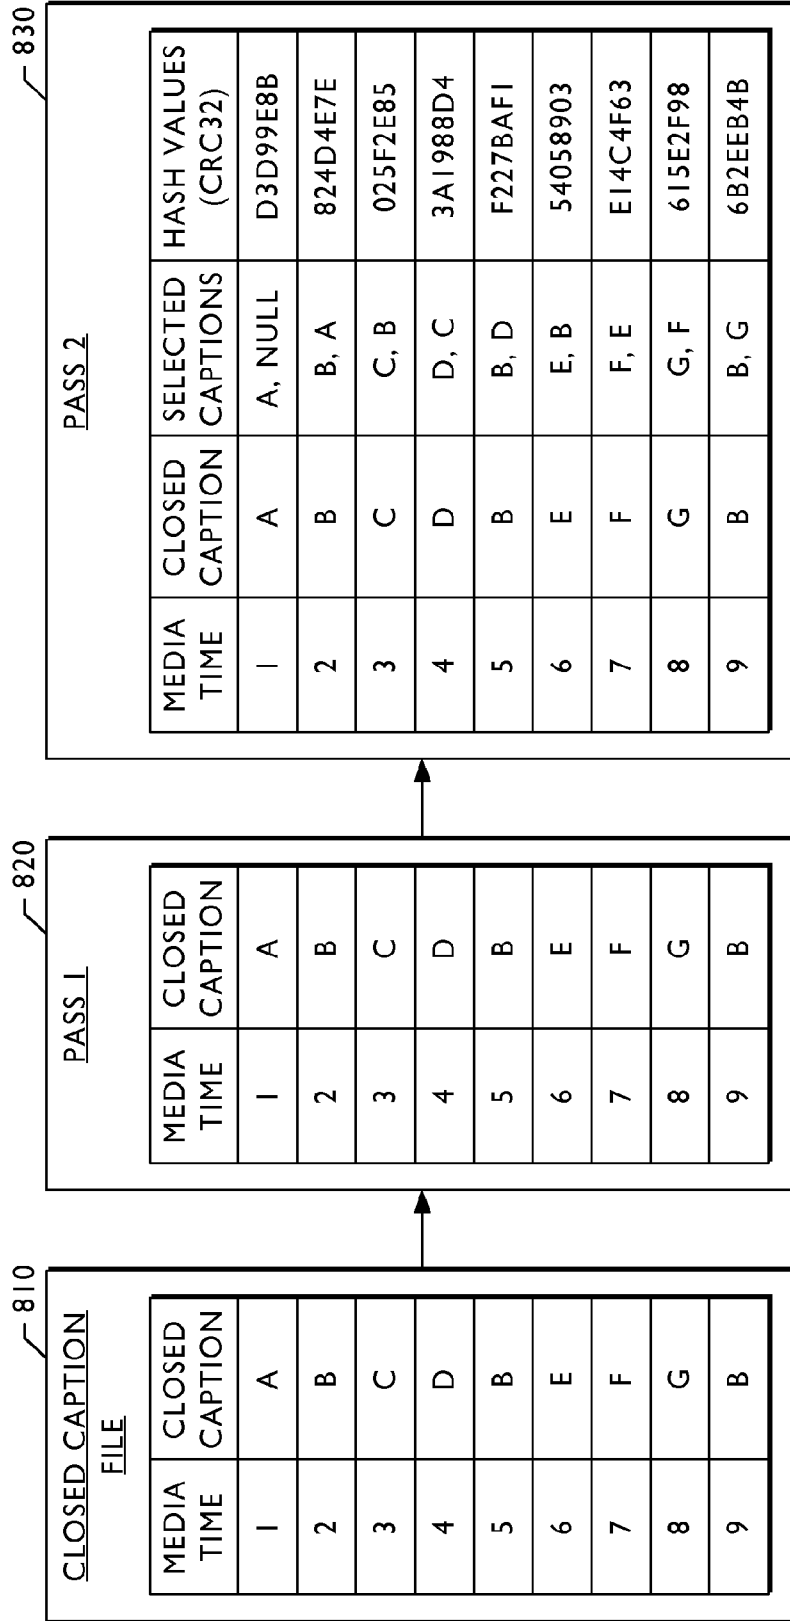 CLOSED CAPTION
FILE
810
MEDIA TIME CLOSED CAPTION
1 A
2 B
3 C
4 D
5 B
6 E
7 F
8 G
9 B
PASS 1
820
MEDIA TIME CLOSED CAPTION
1 A
2 B
3 C
4 D
5 B
6 E
7 F
8 G
9 B
PASS 2
830
MEDIA TIME CLOSED CAPTION SELECTED CAPTIONS HASH VALUES (CRC32)
1 A A, NULL D3D99E8B
2 B B, A 824D4E7E
3 C C, B 025F2E85
4 D D, C 3A1988D4
5 B B, D F227BAF1
6 E E, B 54058903
7 F F, E E14C4F63
8 G G, F 615E2F98
9 B B, G 6B2EEB4B